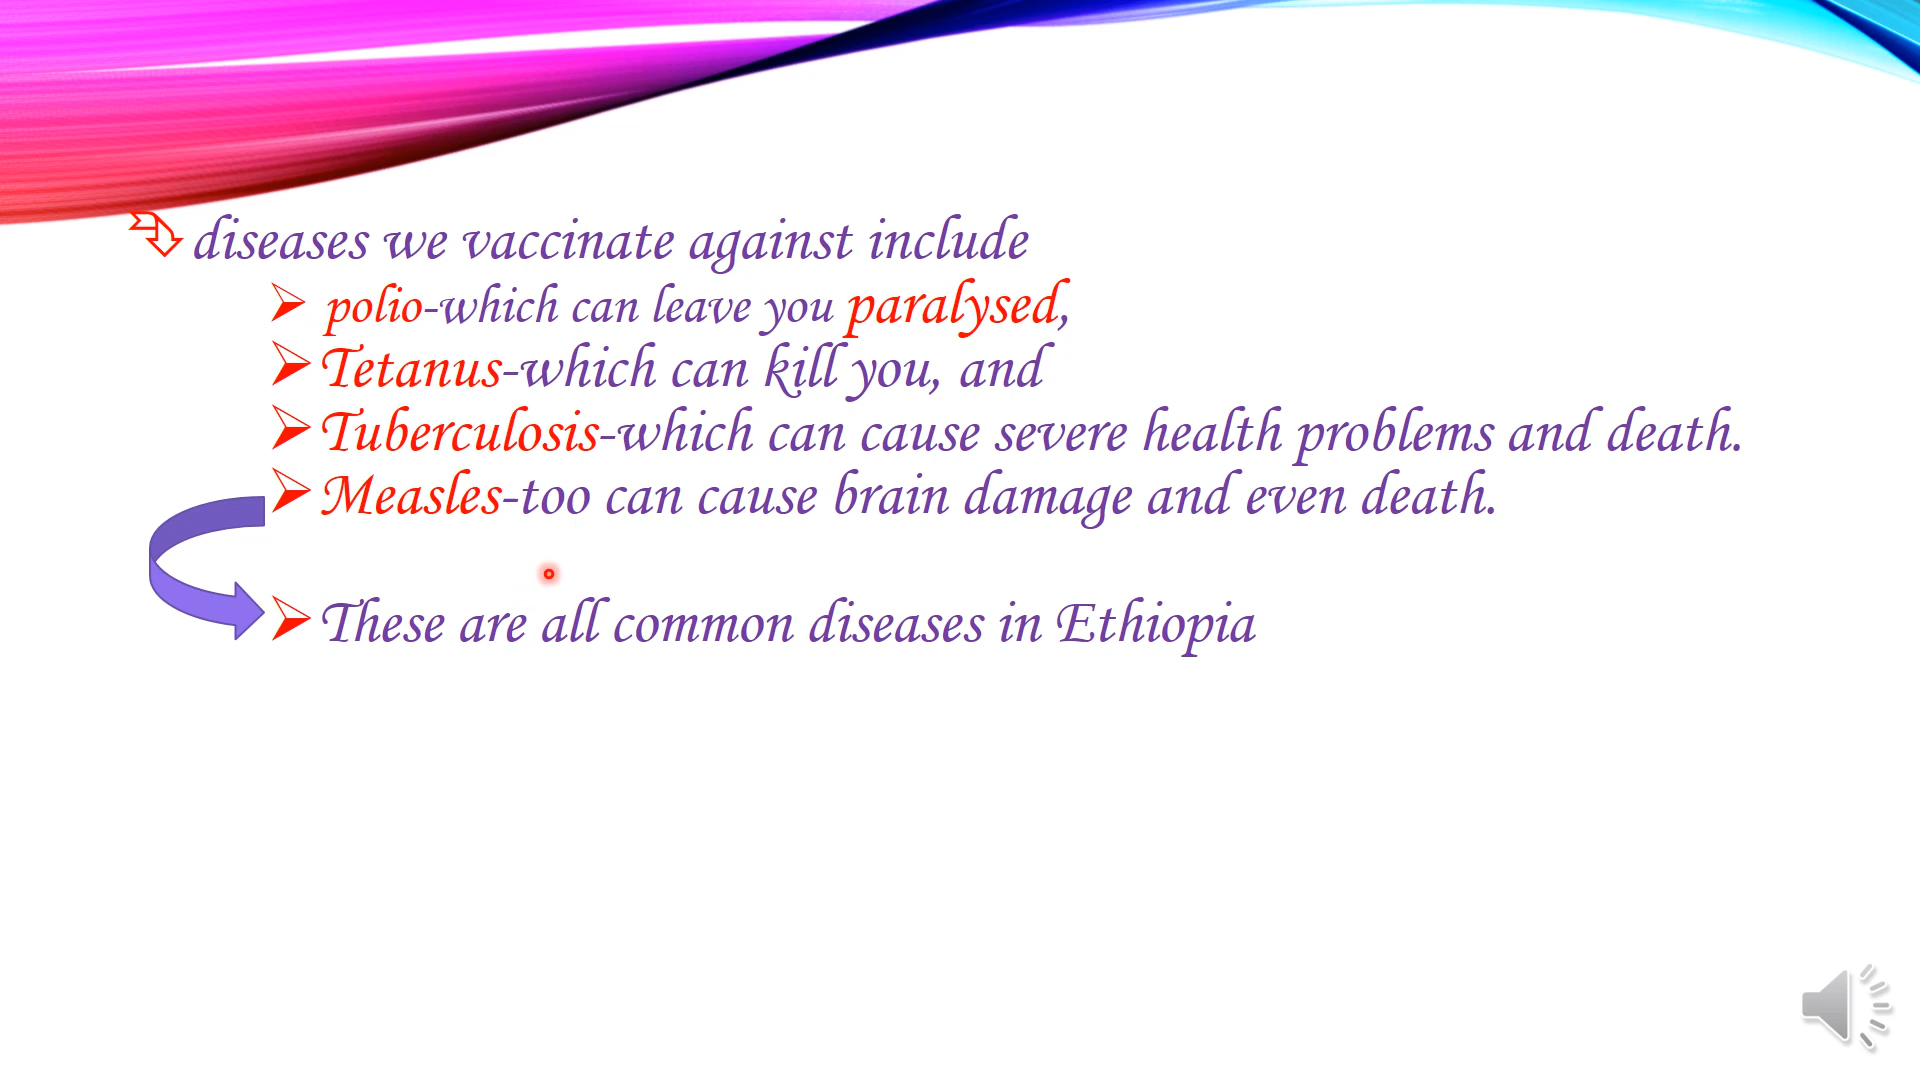 diseases we vaccinate against include
polio-which can leave you paralysed,
Tetanus-which can kill you, and
Tuberculosis-which can cause severe health problems and death.
Measles-too can cause brain damage and even death.
These are all common diseases in Ethiopia